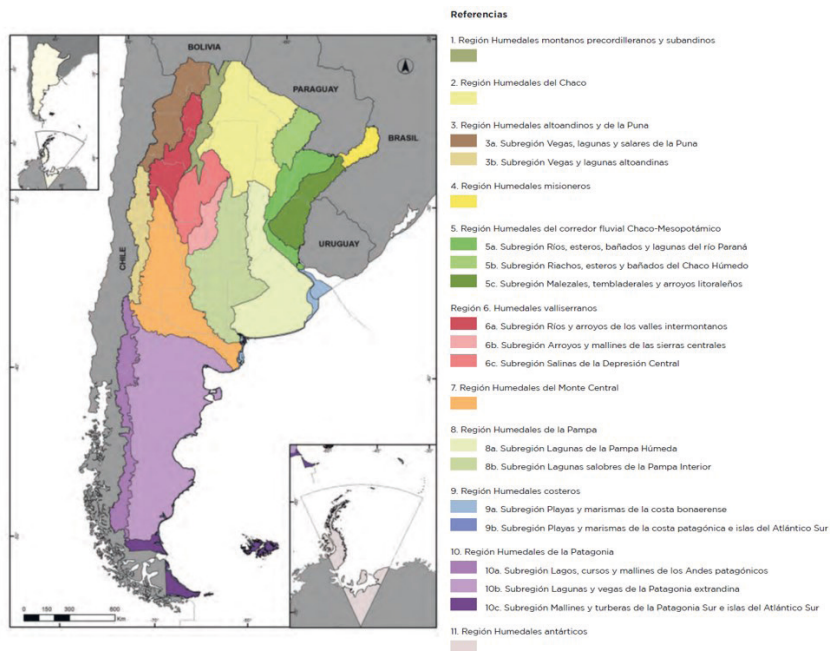 BOLIVIA
PARAGUAY
BRASIL
CHILE
URUGUAY
0 150 300 600
Km
Referencias
1. Región Humedales montanos precordilleranos y subandinos
2. Región Humedales del Chaco
3. Región Humedales altoandinos y de la Puna
3a. Subregión Vegas, lagunas y salares de la Puna
3b. Subregión Vegas y lagunas altoandinas
4. Región Humedales misioneros
5. Región Humedales del corredor fluvial Chaco-Mesopotámico
5a. Subregión Ríos, esteros, bañados y lagunas del río Paraná
5b. Subregión Riachos, esteros y bañados del Chaco Húmedo
5c. Subregión Malezales, tembladerales y arroyos litoraleños
Región 6. Humedales valliserranos
6a. Subregión Ríos y arroyos de los valles intermontanos
6b. Subregión Arroyos y mallines de las sierras centrales
6c. Subregión Salinas de la Depresión Central
7. Región Humedales del Monte Central
8. Región Humedales de la Pampa
8a. Subregión Lagunas de la Pampa Húmeda
8b. Subregión Lagunas salobres de la Pampa Interior
9. Región Humedales costeros
9a. Subregión Playas y marismas de la costa bonaerense
9b. Subregión Playas y marismas de la costa patagónica e islas del Atlántico Sur
10. Región Humedales de la Patagonia
10a. Subregión Lagos, cursos y mallines de los Andes patagónicos
10b. Subregión Lagunas y vegas de la Patagonia extrandina
10c. Subregión Mallines y turberas de la Patagonia Sur e islas del Atlántico Sur
11. Región Humedales antárticos